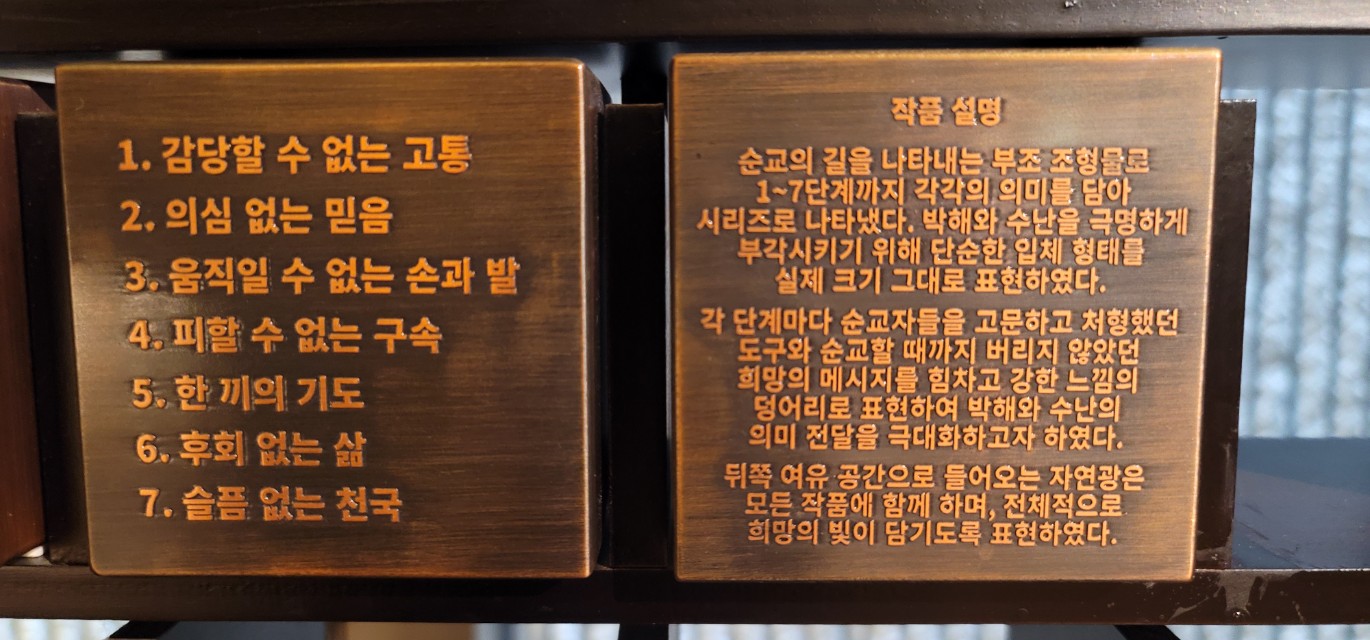 1. 감당할 수 없는 고통
2. 의심 없는 믿음
3. 움직일 수 없는 손과 발
4. 피할 수 없는 구속
5. 한 끼의 기도
6. 후회 없는 삶
7. 슬픔 없는 천국
작품 설명
순교의 길을 나타내는 부조 조형물로
1~7단계까지 각각의 의미를 담아
시리즈로 나타냈다. 박해와 수난을 극명하게
부각시키기 위해 단순한 입체 형태를
실제 크기 그대로 표현하였다.
각 단계마다 순교자들을 고문하고 처형했던
도구와 순교할 때까지 버리지 않았던
희망의 메시지를 힘차고 강한 느낌의
덩어리로 표현하여 박해와 수난의
의미 전달을 극대화하고자 하였다.
뒤쪽 여유 공간으로 들어오는 자연광은
모든 작품에 함께 하며, 전체적으로
희망의 빛이 담기도록 표현하였다.